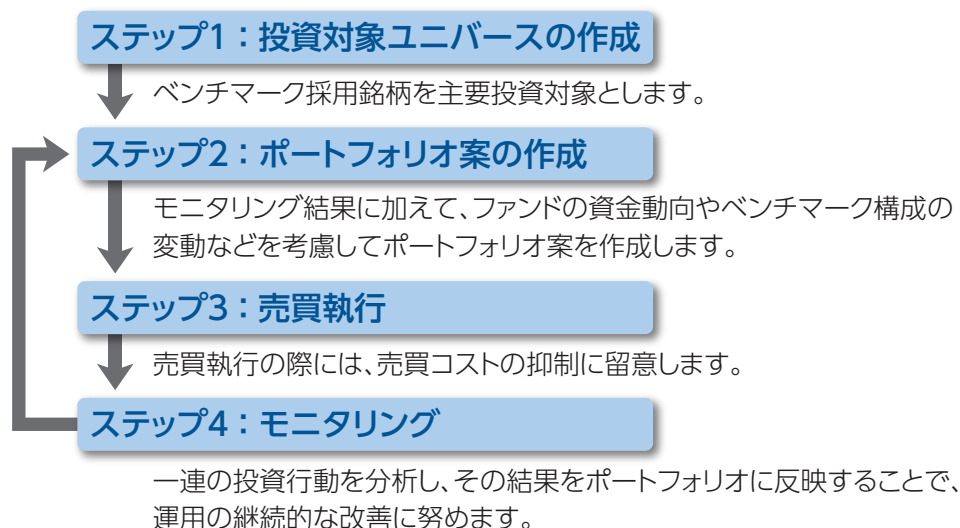 ステップ1：投資対象ユニバースの作成
ベンチマーク採用銘柄を主要投資対象とします。
ステップ2：ポートフォリオ案の作成
モニタリング結果に加えて、ファンドの資金動向やベンチマーク構成の
変動などを考慮してポートフォリオ案を作成します。
ステップ3：売買執行
売買執行の際には、売買コストの抑制に留意します。
ステップ4：モニタリング
一連の投資行動を分析し、その結果をポートフォリオに反映することで、
運用の継続的な改善に努めます。